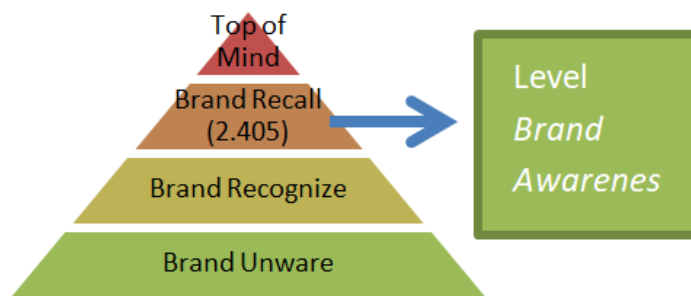 Top of
Mind
Brand Recall
(2.405)
Brand Recognize
Brand Unware
Level
Brand
Awarenes